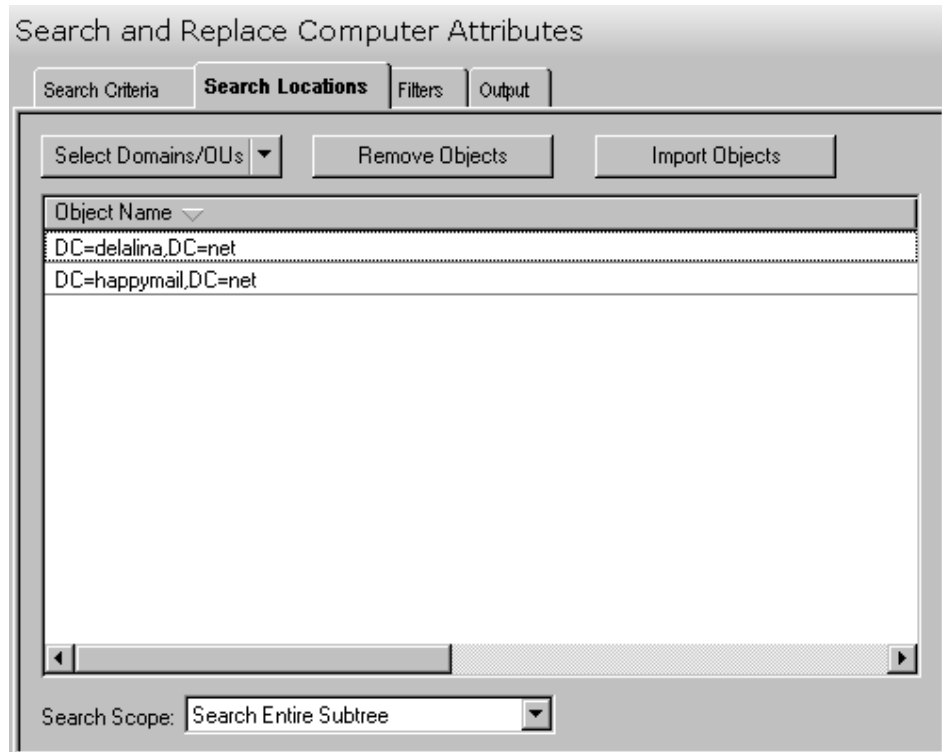 Search and Replace Computer Attributes
Search Criteria Search Locations Filters Output
Select Domains/OUs Remove Objects Import Objects
Object Name
DC=delalina,DC=net
DC=happymail,DC=net
Search Scope: Search Entire Subtree